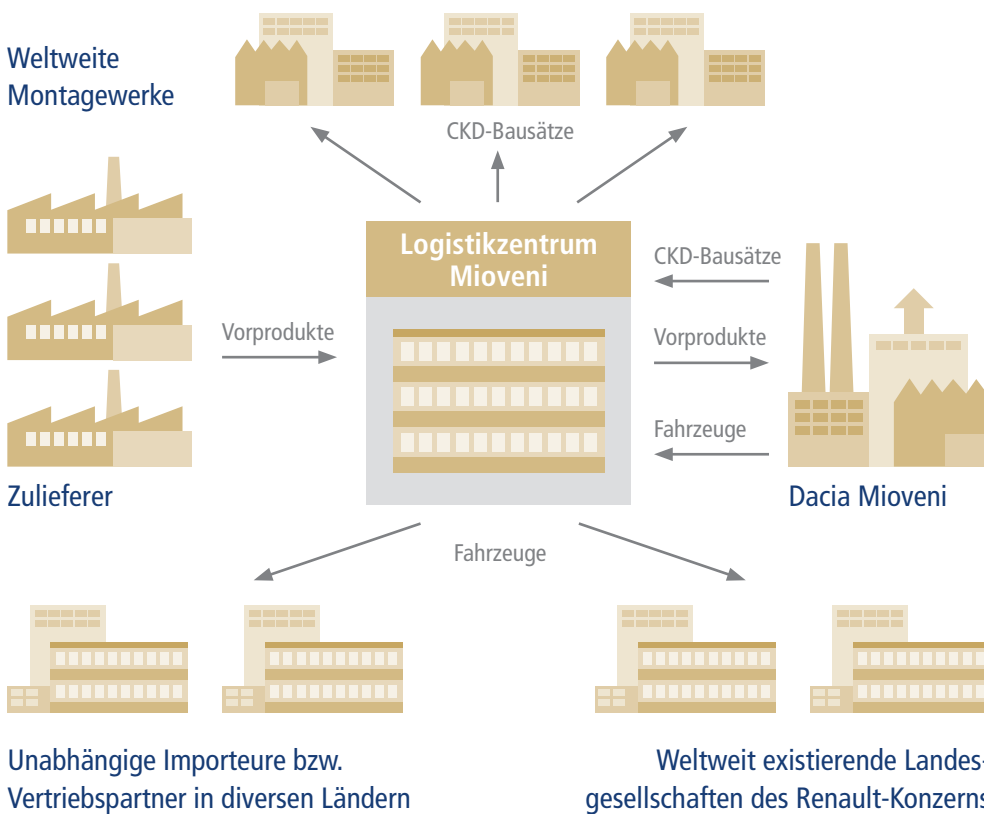 Weltweite
Montagewerke
CKD-Bausätze
Logistikzentrum
Mioveni
CKD-Bausätze
Vorprodukte
Vorprodukte
Fahrzeuge
Zulieferer
Dacia Mioveni
Fahrzeuge
Unabhängige Importeure bzw.
Vertriebspartner in diversen Ländern
Weltweit existierende Landes-
gesellschaften des Renault-Konzerns